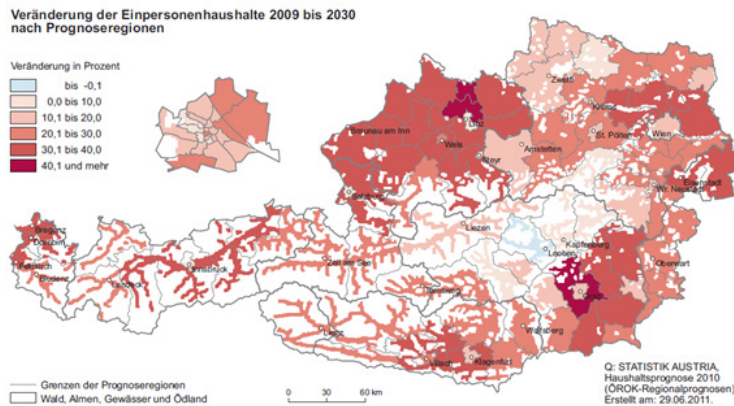 Veränderung der Einpersonenhaushalte 2009 bis 2030
nach Prognoseregionen
Veränderung in Prozent
bis -0,1
0,0 bis 10,0
10,1 bis 20,0
20,1 bis 30,0
30,1 bis 40,0
40,1 und mehr
Zwettl
Krems
Linz
Braunau am Inn
Wels
Steyr
Amstetten
St. Pölten
Wien
Eisenstadt
Wr. Neustadt
Salzburg
Bregenz
Dornbirn
Feldkirch
Bludenz
Landeck
Innsbruck
Zell am See
Liezen
Kapfenberg
Leoben
Oberwart
Graz
Tamsweg
Lienz
Wolfsberg
Villach
Klagenfurt
Grenzen der Prognoseregionen
Wald, Almen, Gewässer und Ödland
0 30 60 km
Q: STATISTIK AUSTRIA,
Haushaltsprognose 2010
(ÖROK-Regionalprognosen)
Erstellt am: 29.06.2011.